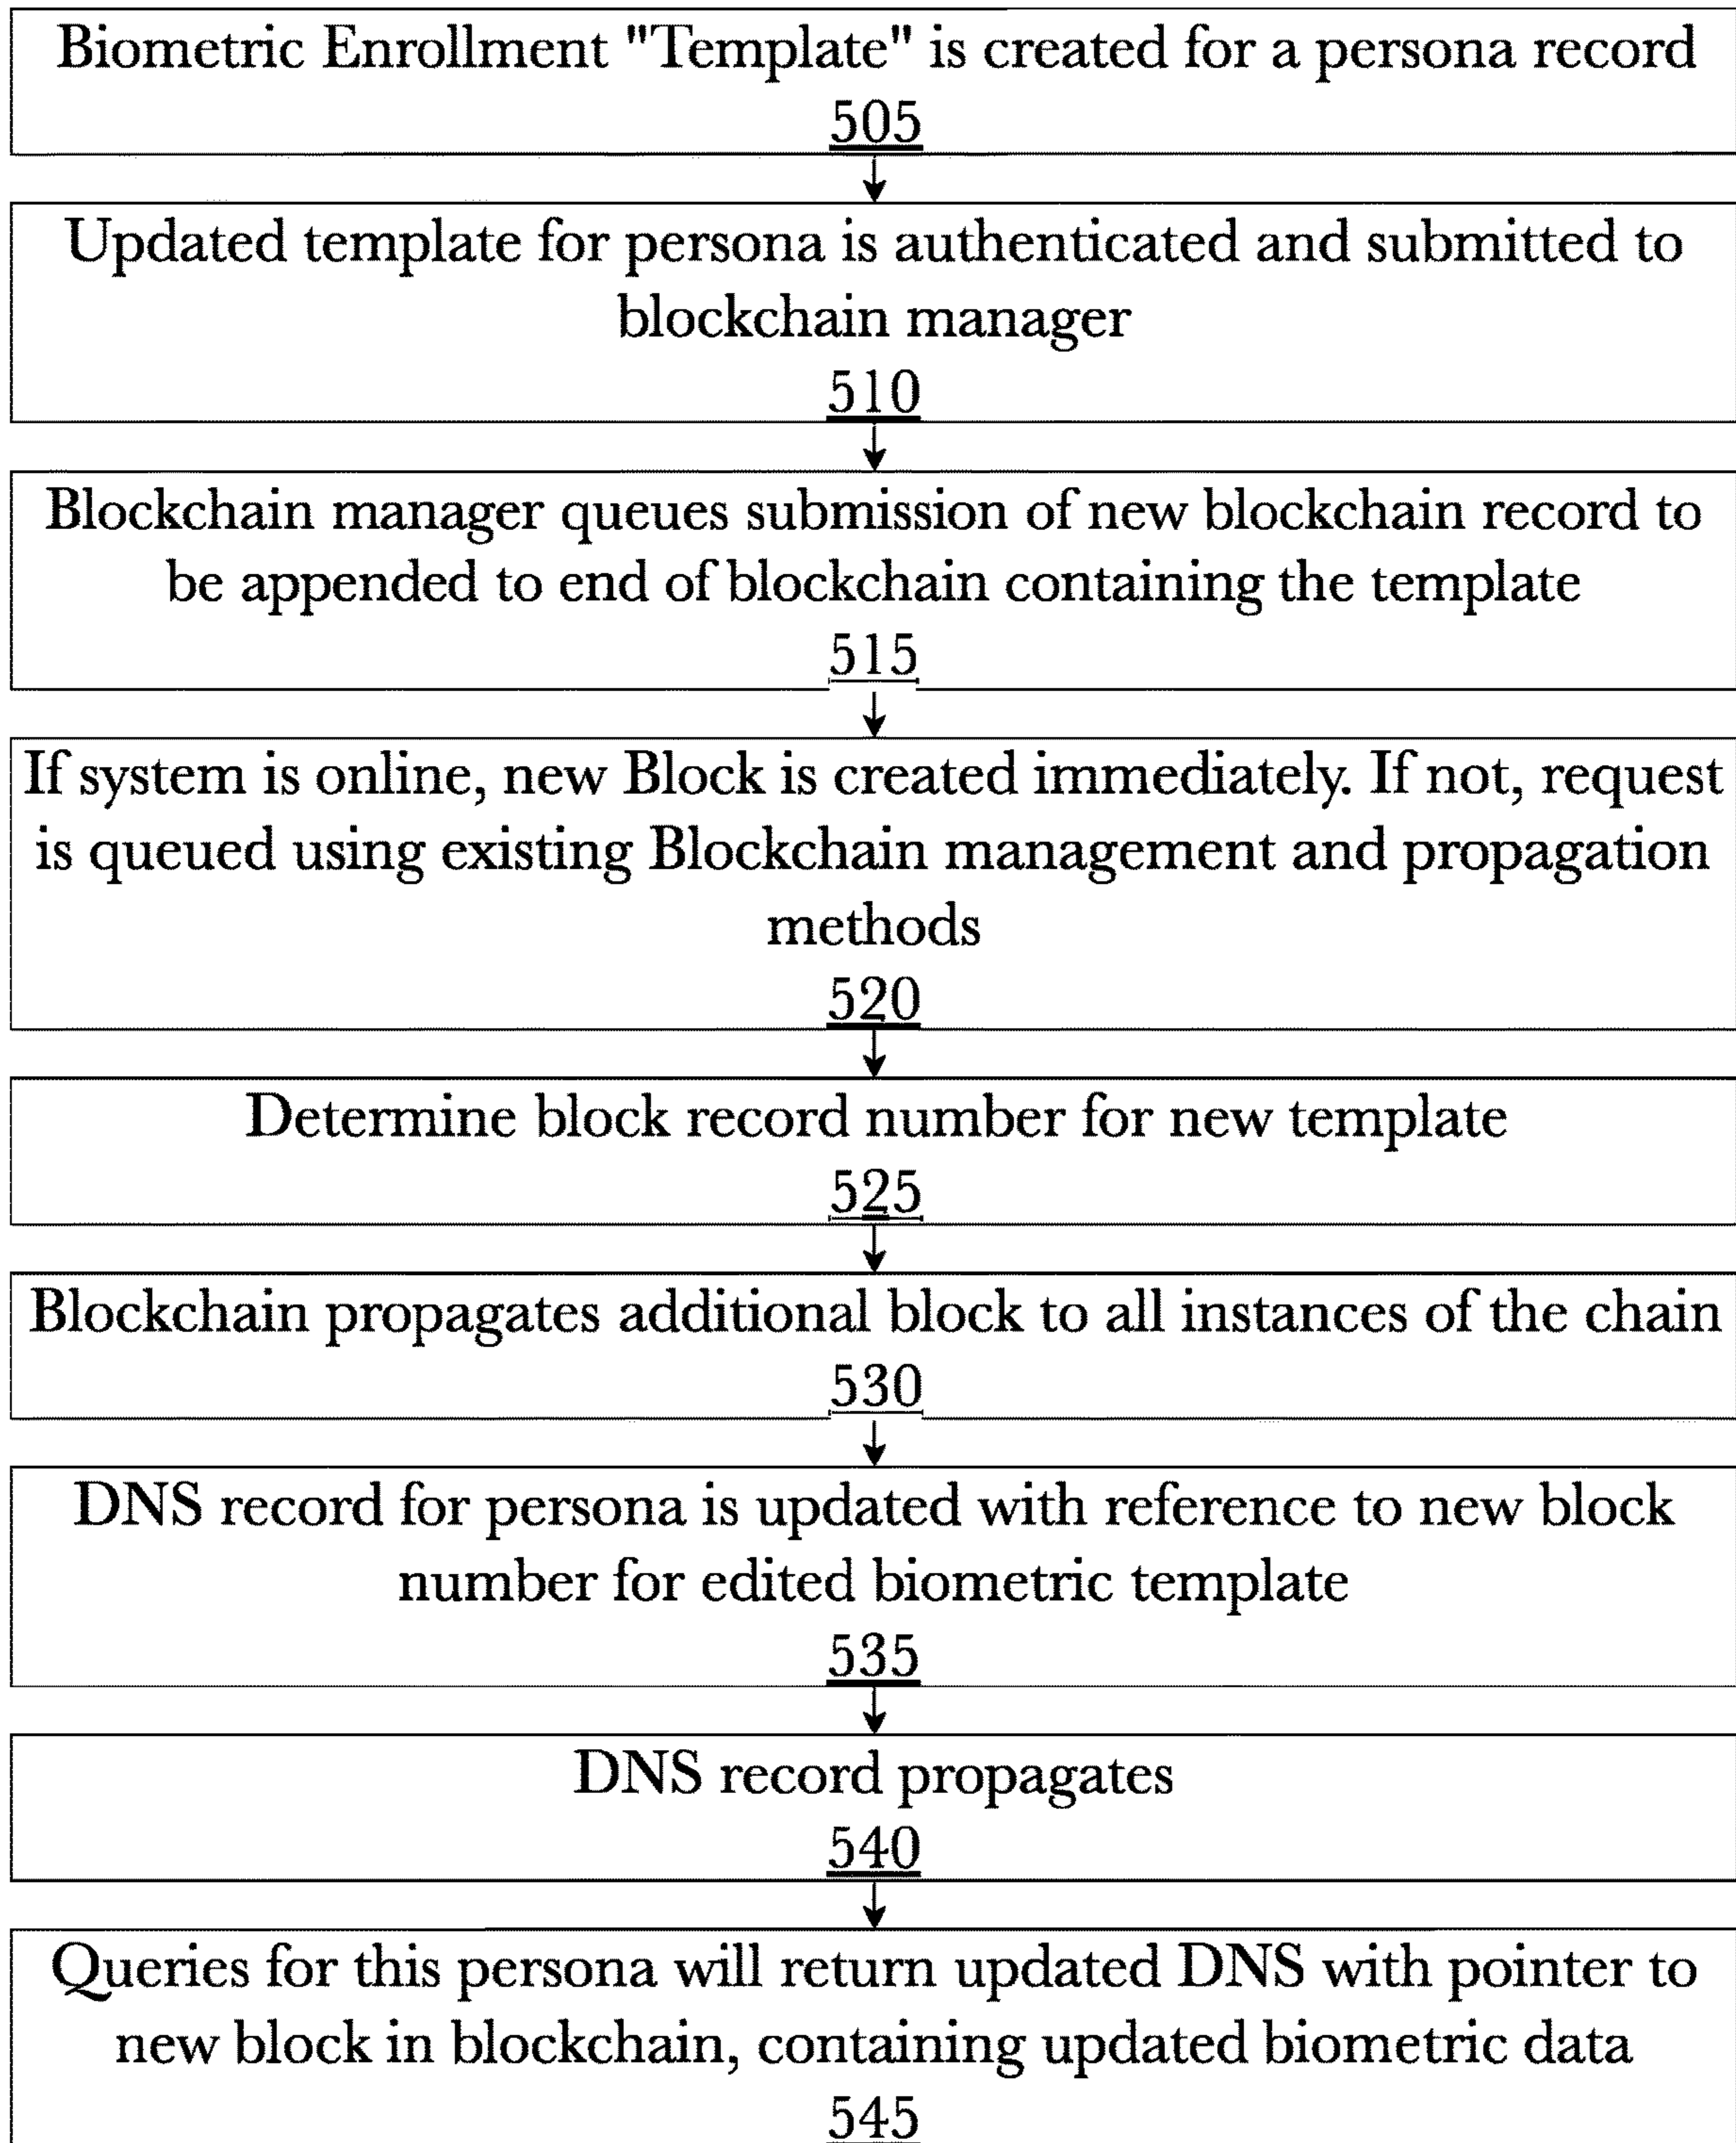 Biometric Enrollment "Template" is created for a persona record
505
Updated template for persona is authenticated and submitted to
blockchain manager
510
Blockchain manager queues submission of new blockchain record to
be appended to end of blockchain containing the template
515
If system is online, new Block is created immediately. If not, request
is queued using existing Blockchain management and propagation
methods
520
Determine block record number for new template
525
Blockchain propagates additional block to all instances of the chain
530
DNS record for persona is updated with reference to new block
number for edited biometric template
535
DNS record propagates
540
Queries for this persona will return updated DNS with pointer to
new block in blockchain, containing updated biometric data
545